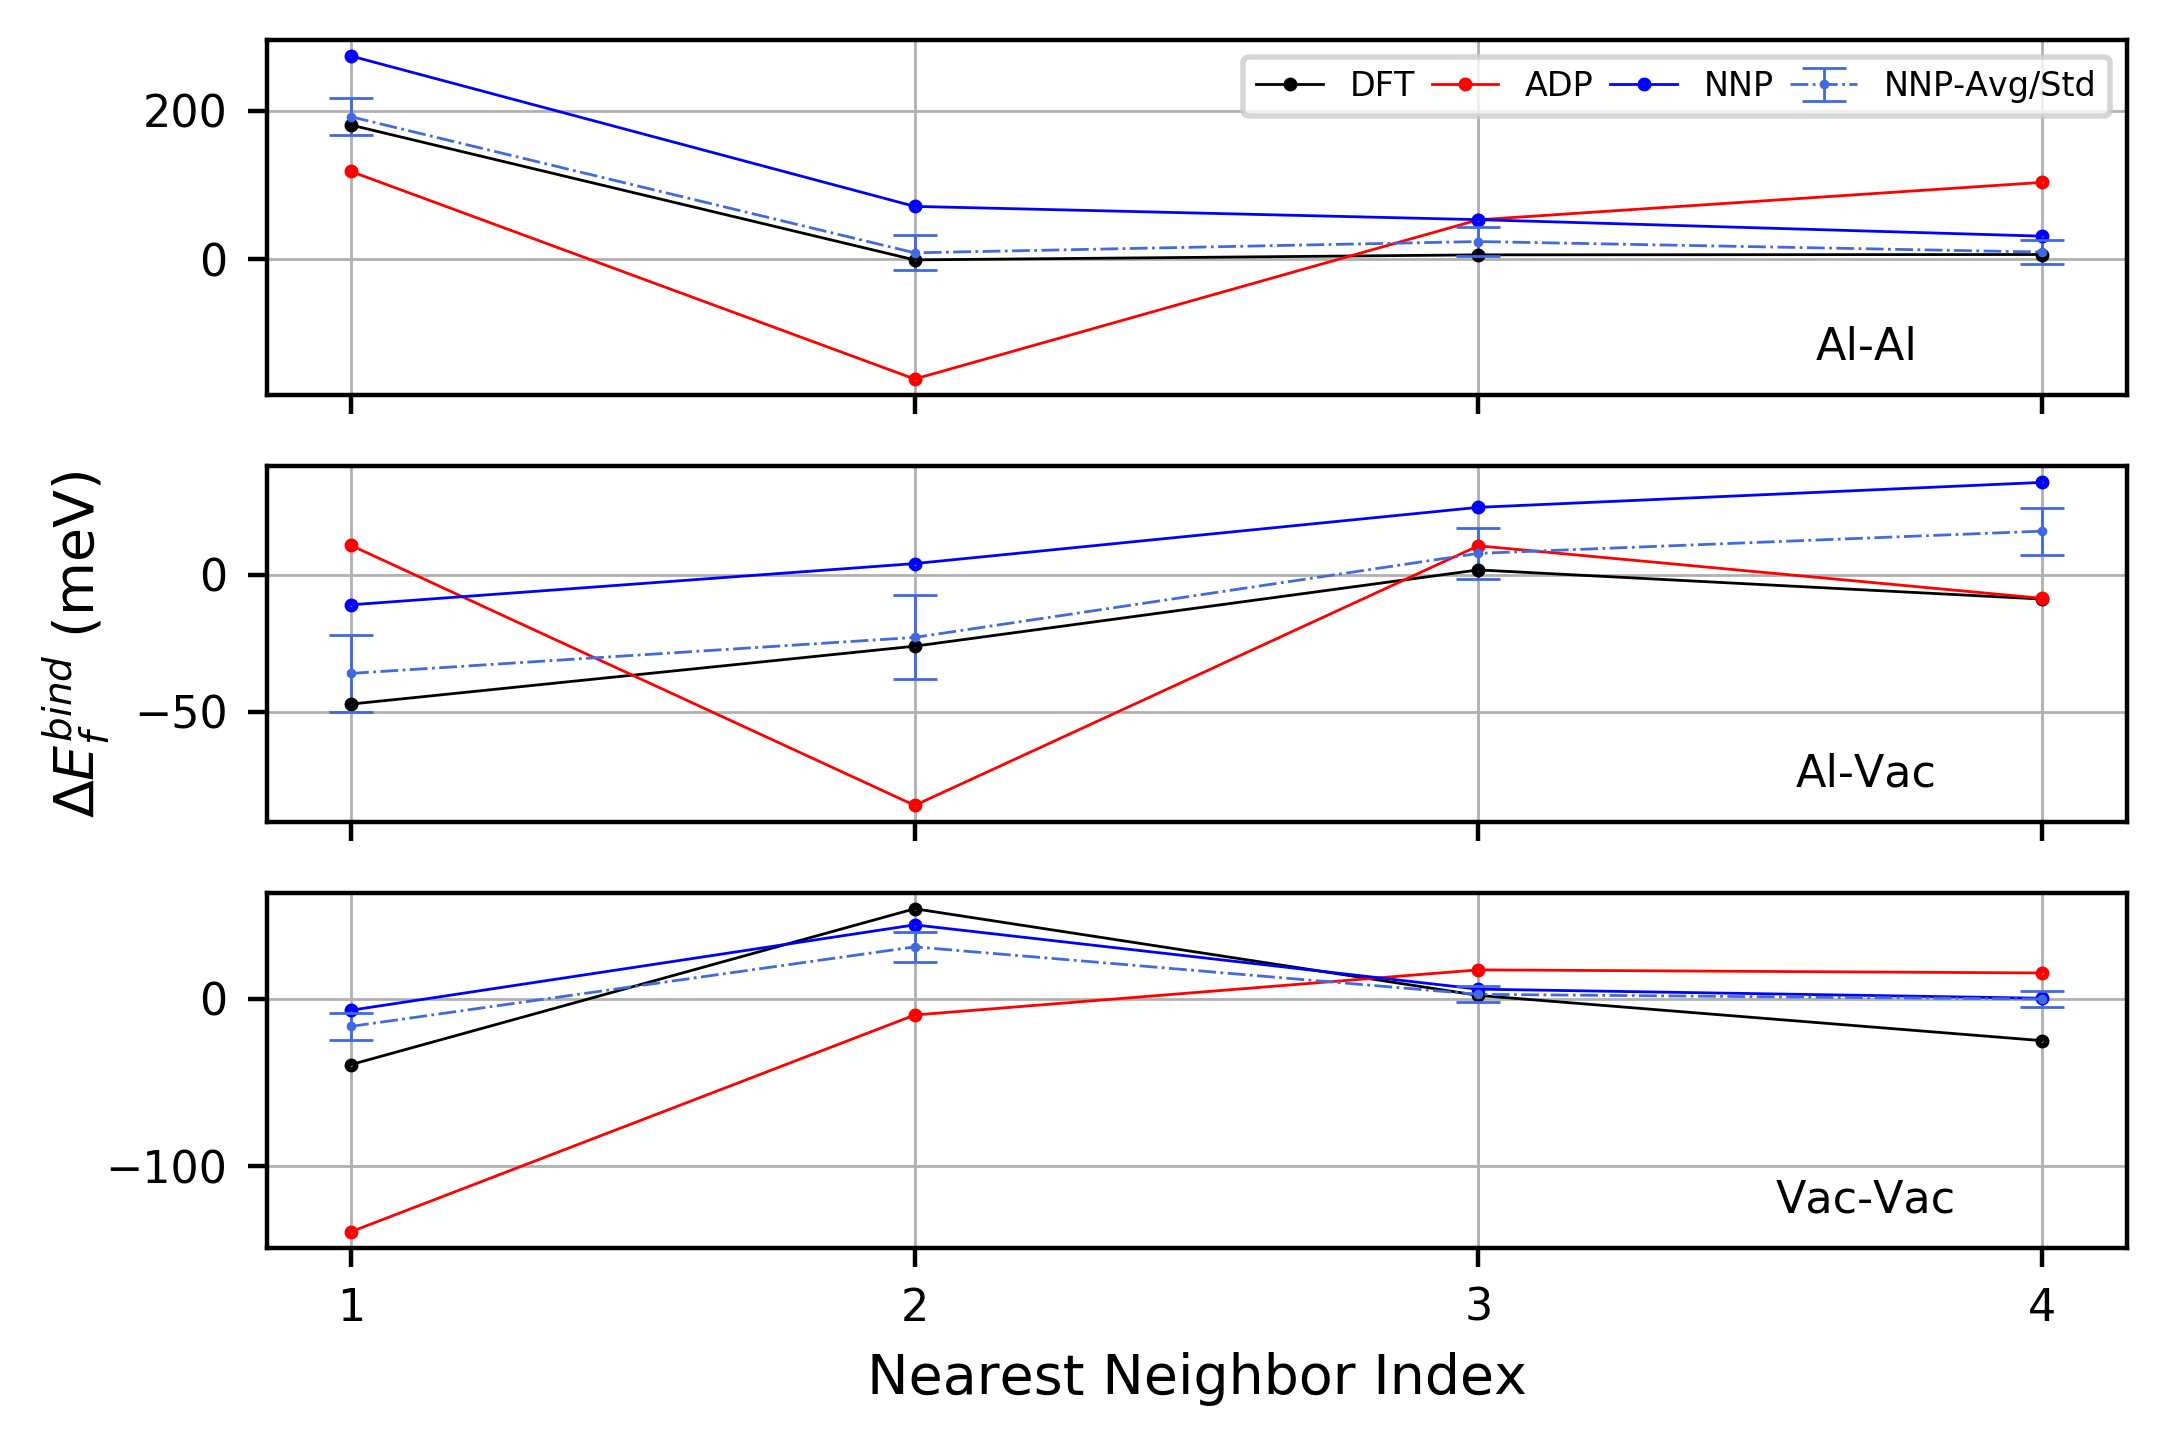 200
0
DFT ADP NNP NNP-Avg/Std
Al-Al
ΔE_f^{bind} (meV)
0
−50
Al-Vac
0
−100
Vac-Vac
1 2 3 4
Nearest Neighbor Index